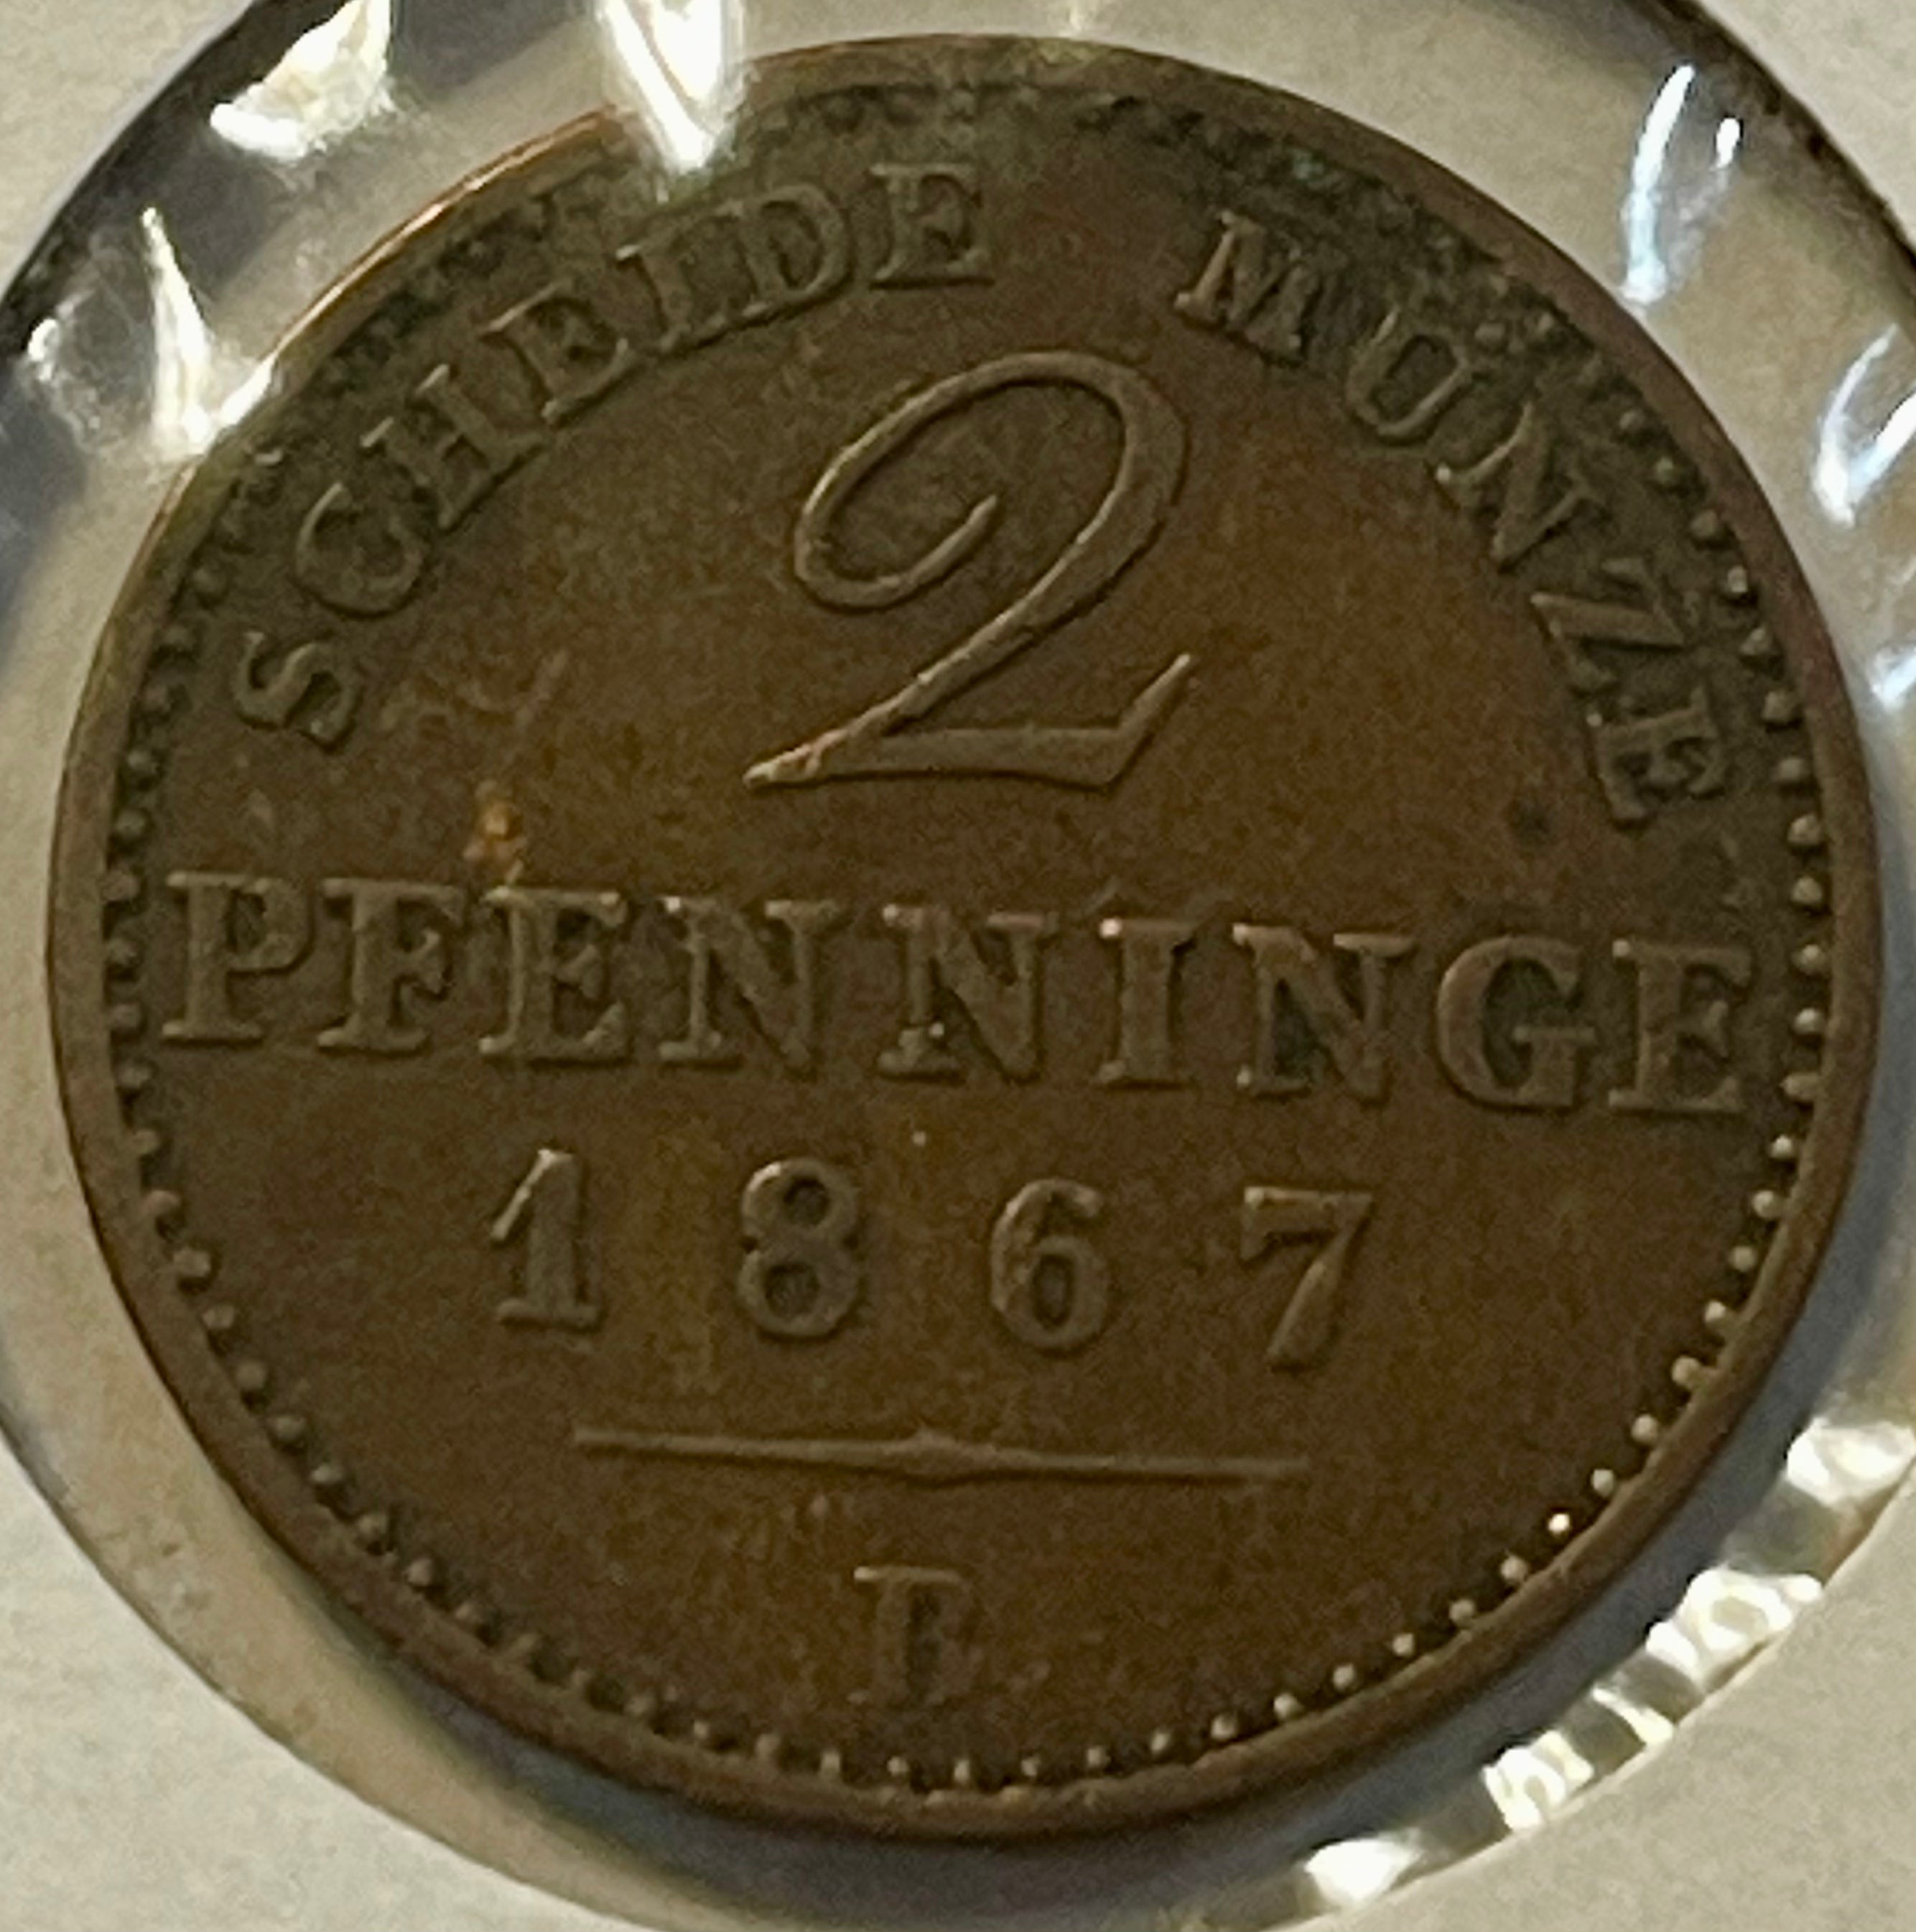 SCHEIDE MÜNZE
2
PFENNINGE
1867
B